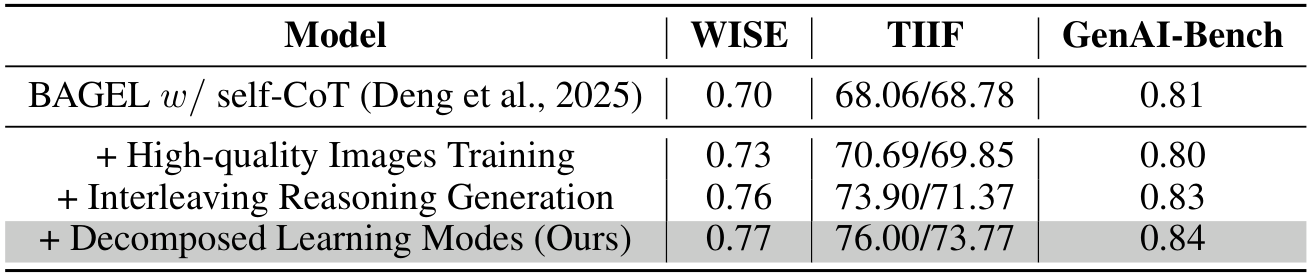 Model WISE TIIF GenAI-Bench
BAGEL w/ self-CoT (Deng et al., 2025) 0.70 68.06/68.78 0.81
+ High-quality Images Training 0.73 70.69/69.85 0.80
+ Interleaving Reasoning Generation 0.76 73.90/71.37 0.83
+ Decomposed Learning Modes (Ours) 0.77 76.00/73.77 0.84